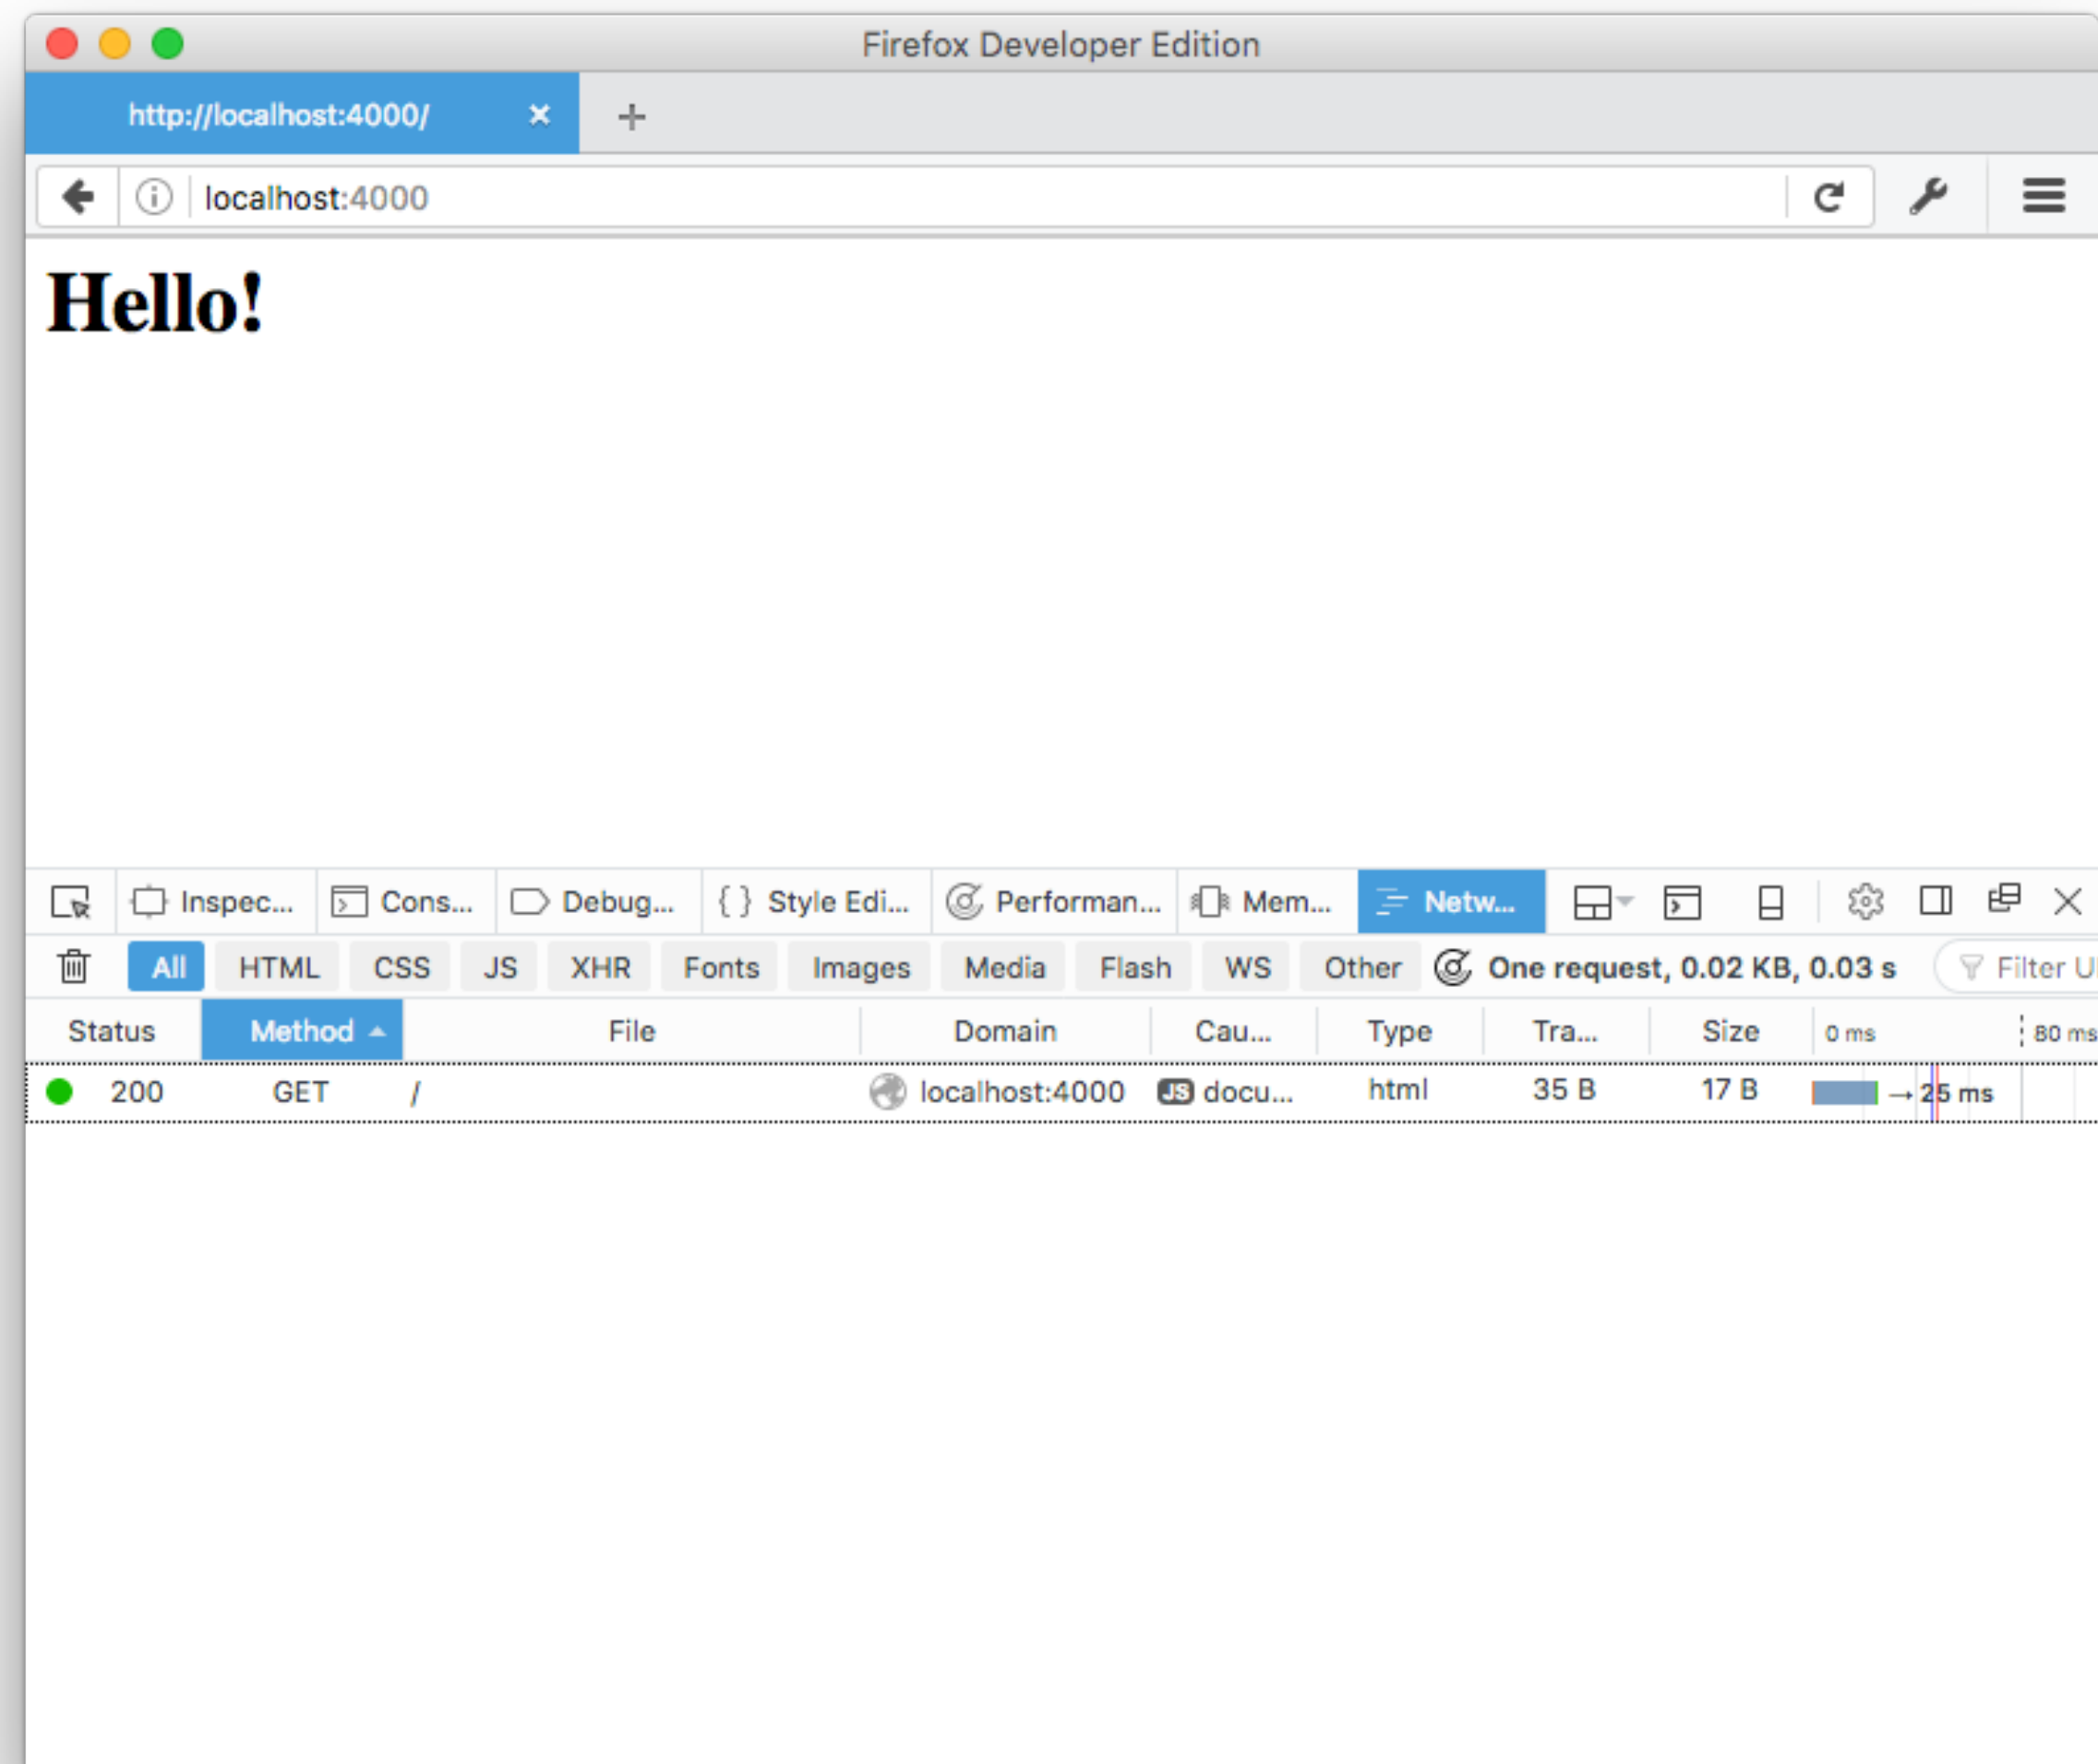 Firefox Developer Edition
http://localhost:4000/
localhost:4000
Hello!
Inspec... Cons... Debug... { } Style Edi... Performan... Mem... Netw...
All HTML CSS JS XHR Fonts Images Media Flash WS Other One request, 0.02 KB, 0.03 s Filter U
Status Method File Domain Cau... Type Tra... Size 0 ms 80 ms
200 GET / localhost:4000 JS docu... html 35 B 17 B → 25 ms